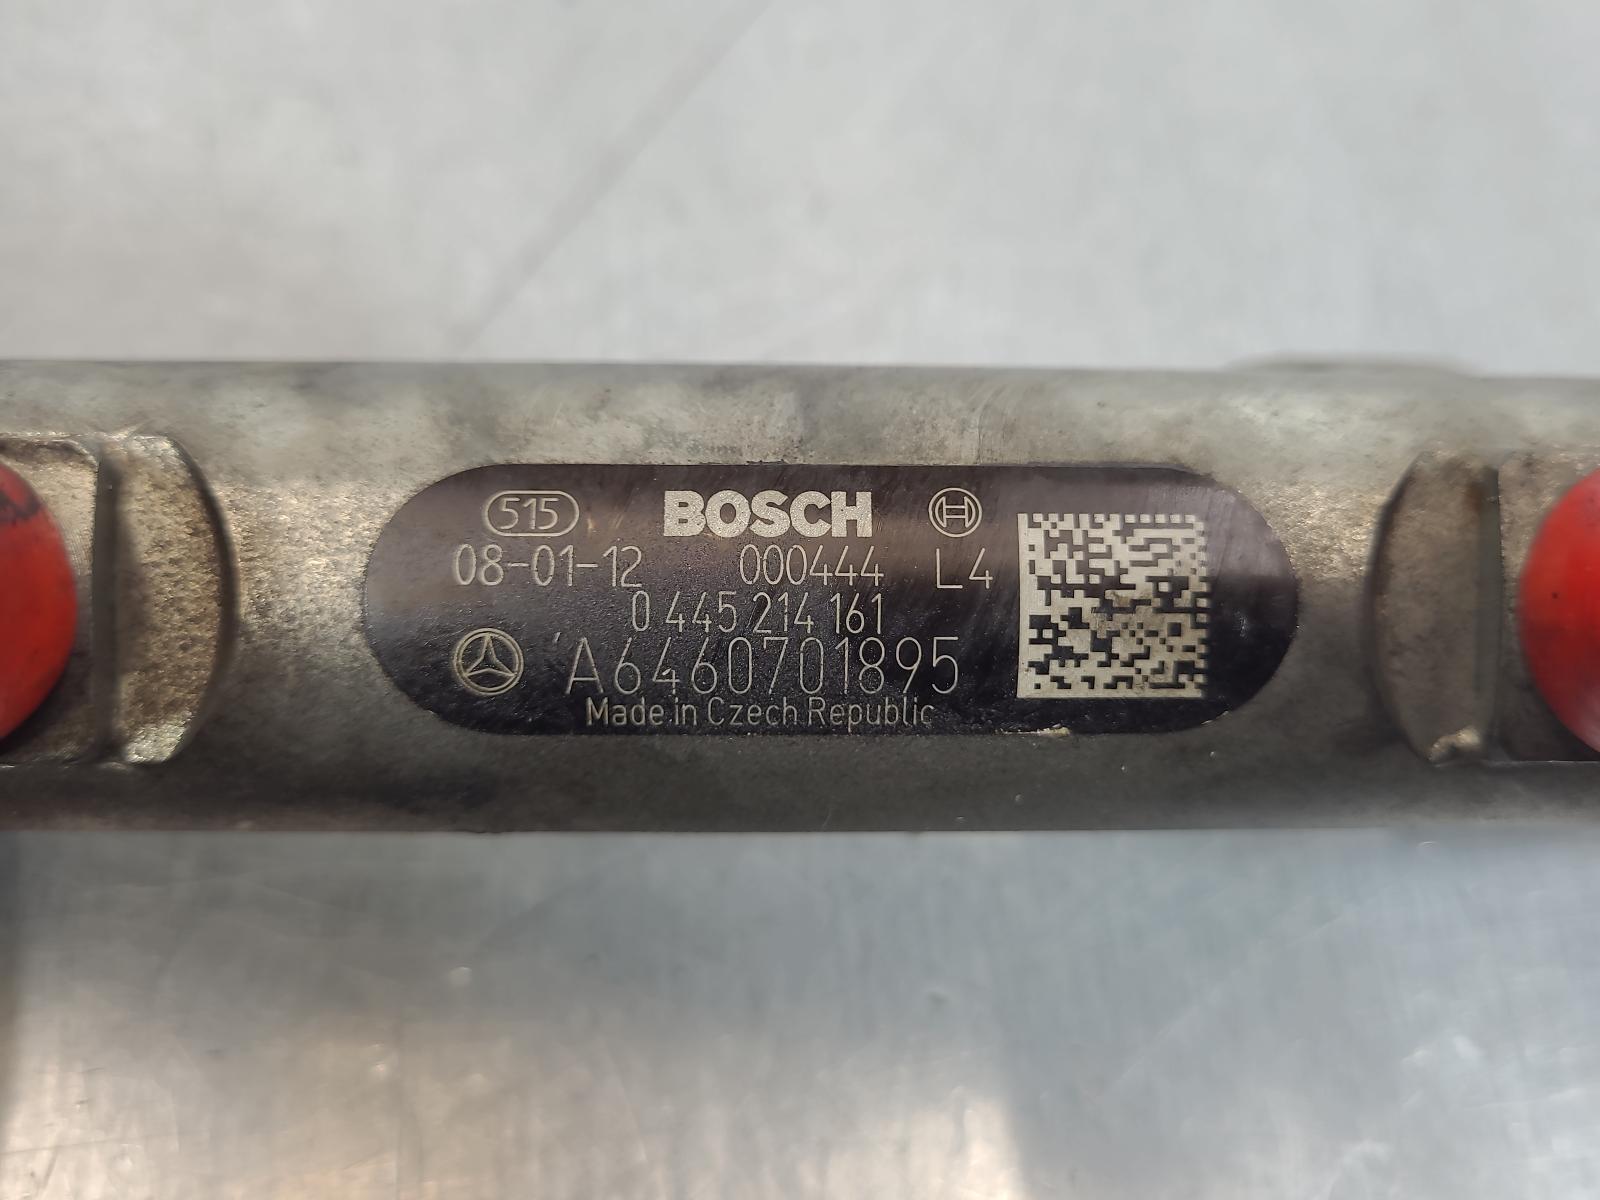 515 BOSCH
08-01-12 000444 L4
0 445 214 161
A6460701895
Made in Czech Republic